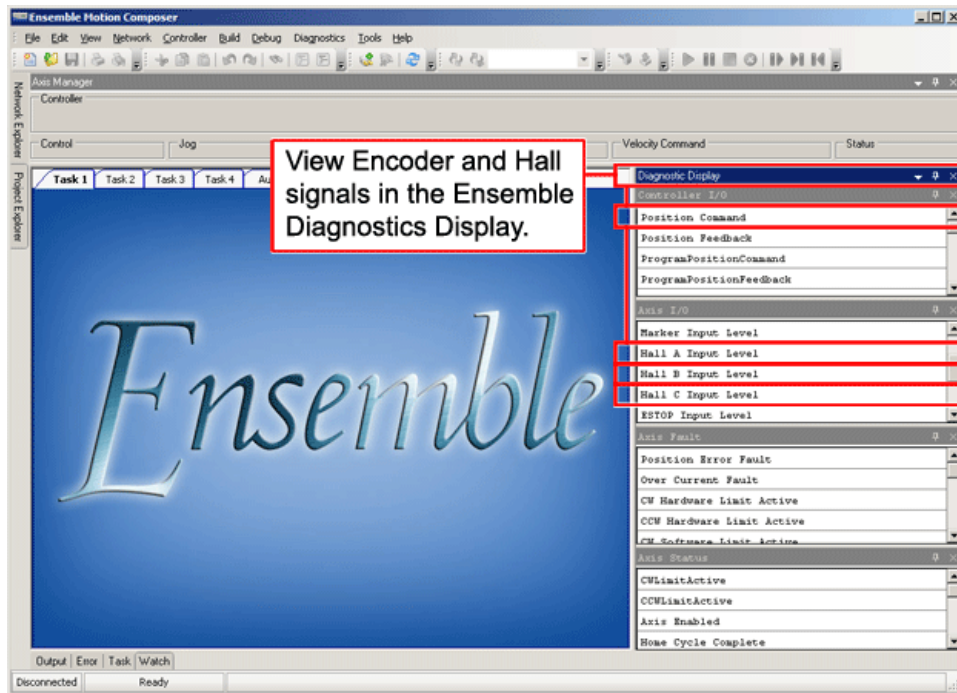 Ensemble Motion Composer
File Edit View Network Controller Build Debug Diagnostics Tools Help
Axis Manager
Controller
Control
Jog
Velocity Command
Status
Network Explorer
Project Explorer
View Encoder and Hall
signals in the Ensemble
Diagnostics Display.
Task 1 Task 2 Task 3 Task 4 Au
Ensemble
Diagnostic Display
Controller I/O
Position Command
Position Feedback
ProgramPositionCommand
ProgramPositionFeedback
Axis I/O
Marker Input Level
Hall A Input Level
Hall B Input Level
Hall C Input Level
ESTOP Input Level
Axis Fault
Position Error Fault
Over Current Fault
CW Hardware Limit Active
CCW Hardware Limit Active
CW Software Limit Active
Axis Status
CWLimitActive
CCWLimitActive
Axis Enabled
Home Cycle Complete
Output Error Task Watch
Disconnected Ready